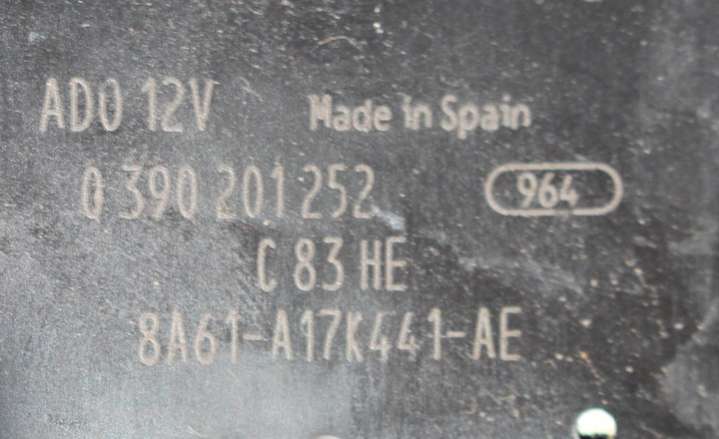 ADO 12V Made in Spain
0 390 201 252 964
C 83 HE
8A61-A17K441-AE